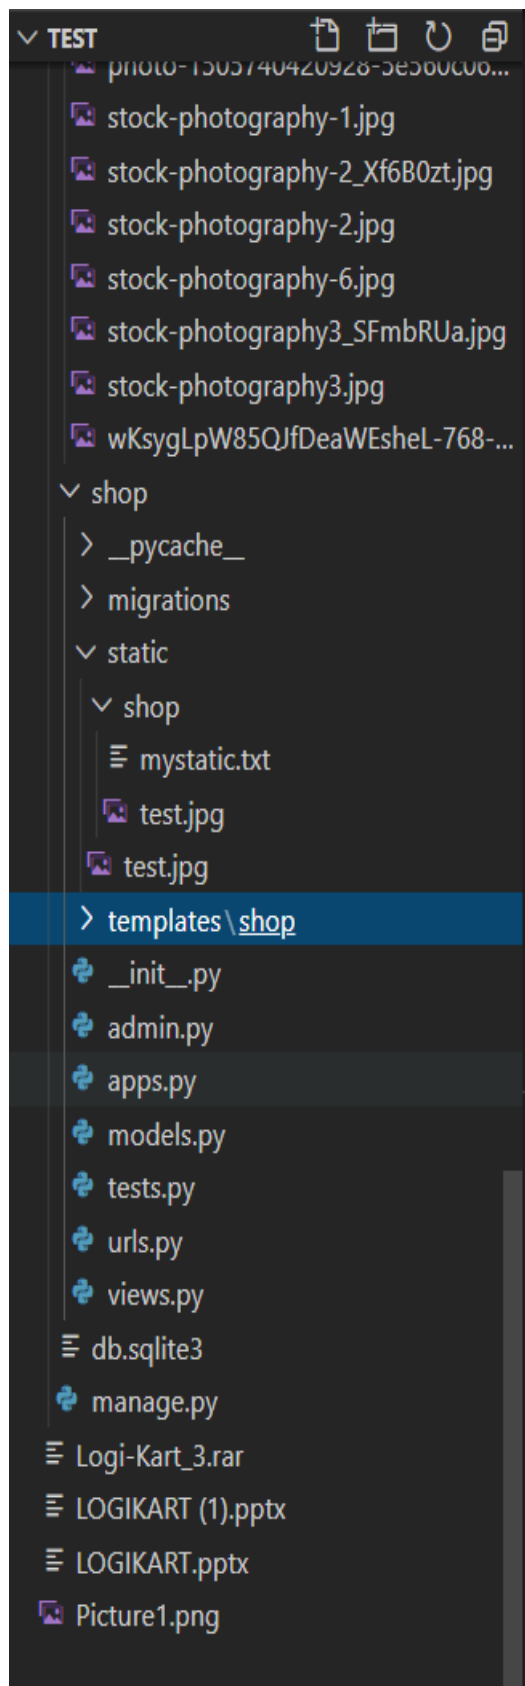 TEST
photo-1505740420928-5e560c06...
stock-photography-1.jpg
stock-photography-2_Xf6B0zt.jpg
stock-photography-2.jpg
stock-photography-6.jpg
stock-photography3_SFmbRUa.jpg
stock-photography3.jpg
wKsygLpW85QJfDeaWEsheL-768-...
shop
__pycache__
migrations
static
shop
mystatic.txt
test.jpg
test.jpg
templates\shop
__init__.py
admin.py
apps.py
models.py
tests.py
urls.py
views.py
db.sqlite3
manage.py
Logi-Kart_3.rar
LOGIKART (1).pptx
LOGIKART.pptx
Picture1.png